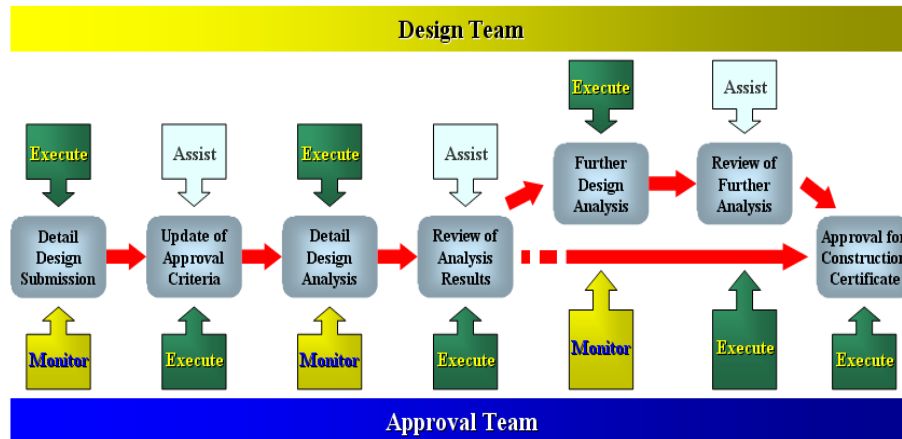 Design Team
Execute
Assist
Execute
Assist
Execute
Assist
Further
Design
Analysis
Review of
Further
Analysis
Detail
Design
Submission
Update of
Approval
Criteria
Detail
Design
Analysis
Review of
Analysis
Results
Approval for
Construction
Certificate
Monitor
Execute
Monitor
Execute
Monitor
Execute
Execute
Approval Team